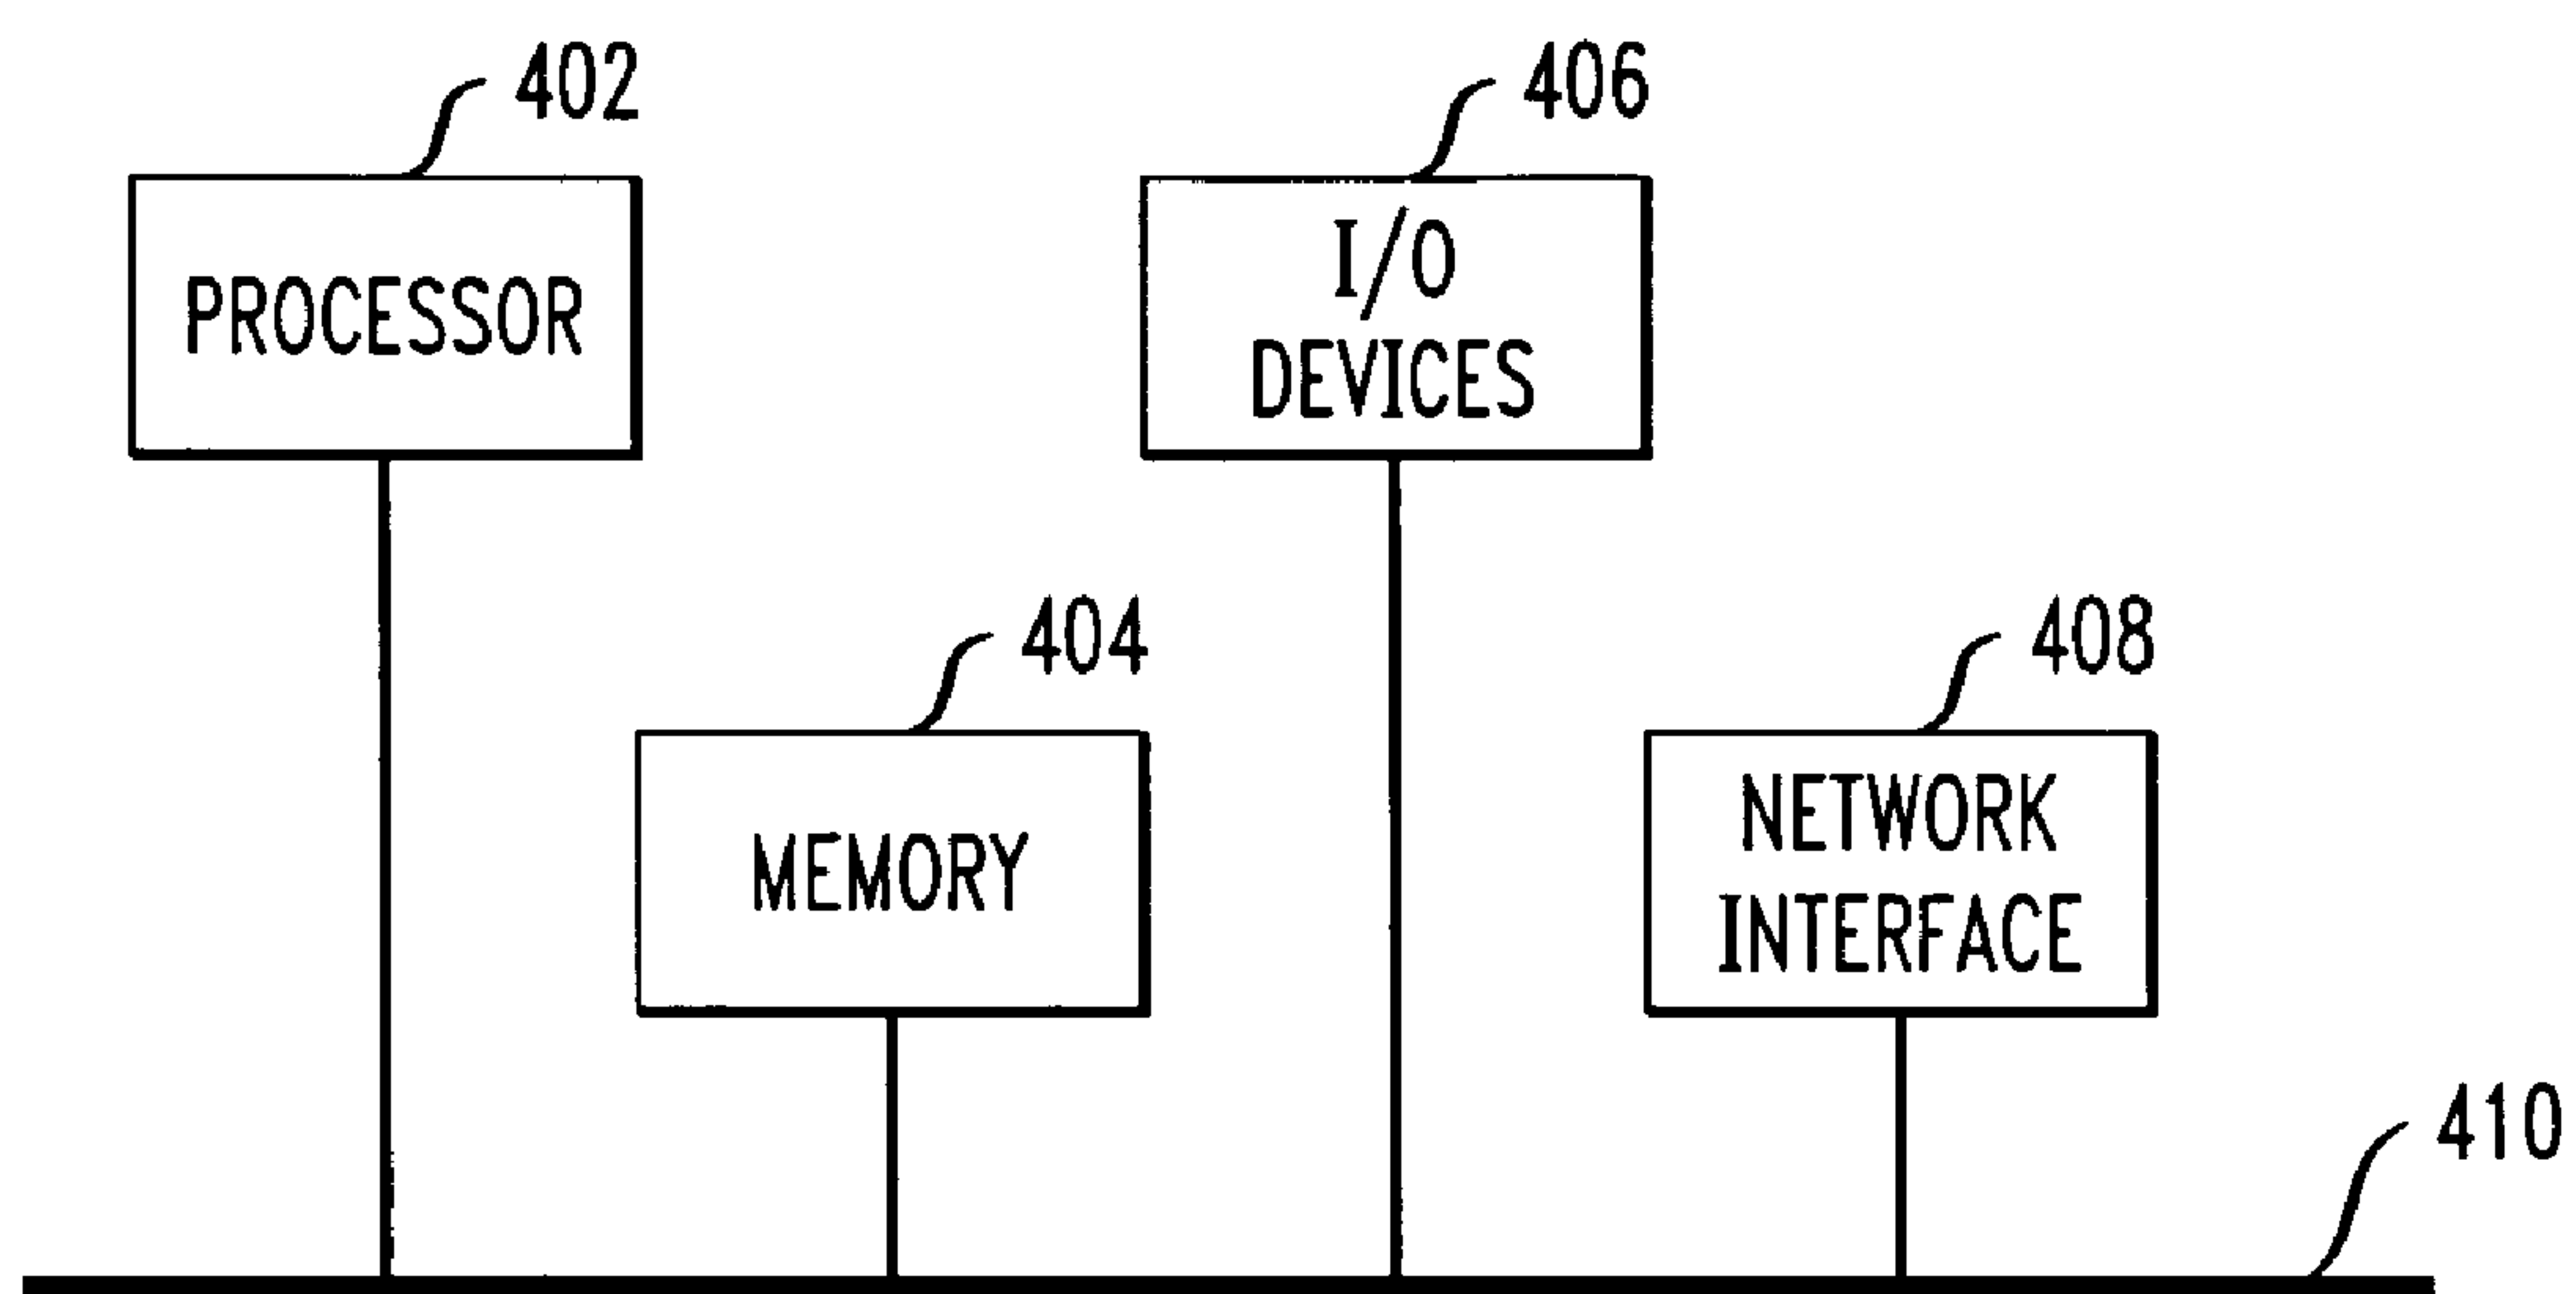 402
406
PROCESSOR
I/O
DEVICES
404
408
MEMORY
NETWORK
INTERFACE
410